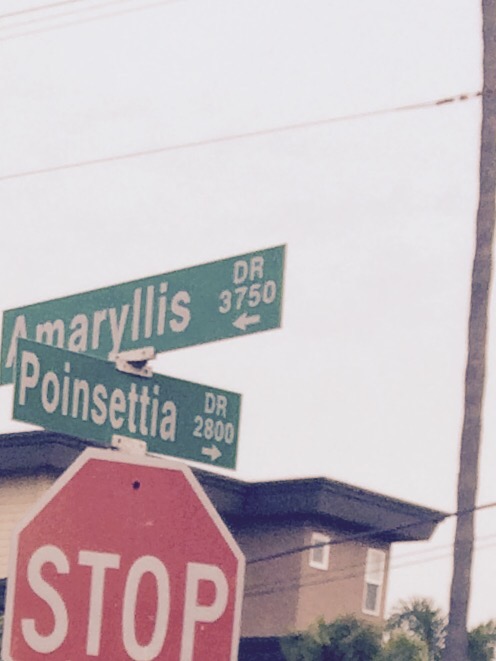 Amaryllis DR
3750
←
Poinsettia DR
2800
→
STOP